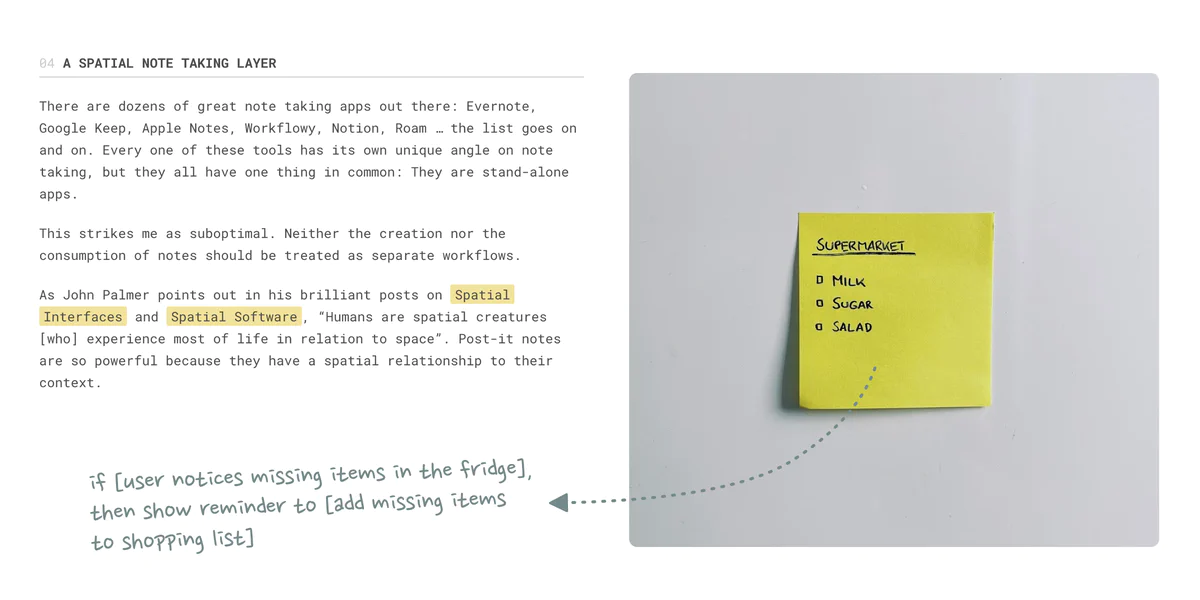 04 A SPATIAL NOTE TAKING LAYER
There are dozens of great note taking apps out there: Evernote,
Google Keep, Apple Notes, Workflowy, Notion, Roam … the list goes on
and on. Every one of these tools has its own unique angle on note
taking, but they all have one thing in common: They are stand-alone
apps.
This strikes me as suboptimal. Neither the creation nor the
consumption of notes should be treated as separate workflows.
As John Palmer points out in his brilliant posts on Spatial
Interfaces and Spatial Software, “Humans are spatial creatures
[who] experience most of life in relation to space”. Post-it notes
are so powerful because they have a spatial relationship to their
context.
if [user notices missing items in the fridge],
then show reminder to [add missing items
to shopping list]
SUPERMARKET
MILK
SUGAR
SALAD